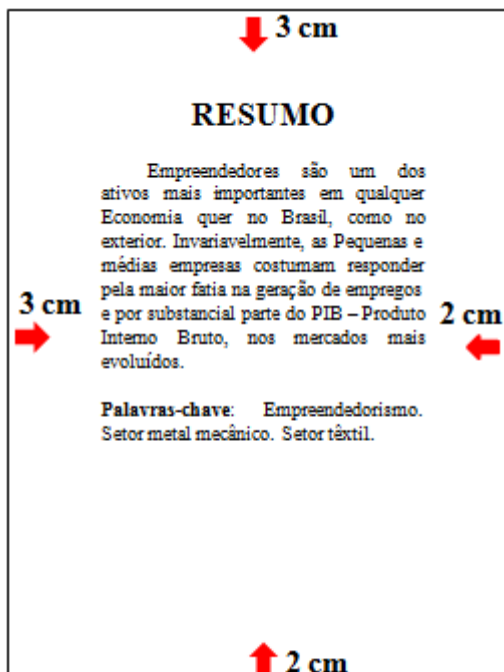 3 cm
RESUMO
Empreendedores são um dos
ativos mais importantes em qualquer
Economia quer no Brasil, como no
exterior. Invariavelmente, as Pequenas e
médias empresas costumam responder
pela maior fatia na geração de empregos
e por substancial parte do PIB – Produto
Interno Bruto, nos mercados mais
evoluídos.
3 cm
2 cm
Palavras-chave: Empreendedorismo.
Setor metal mecânico. Setor têxtil.
2 cm